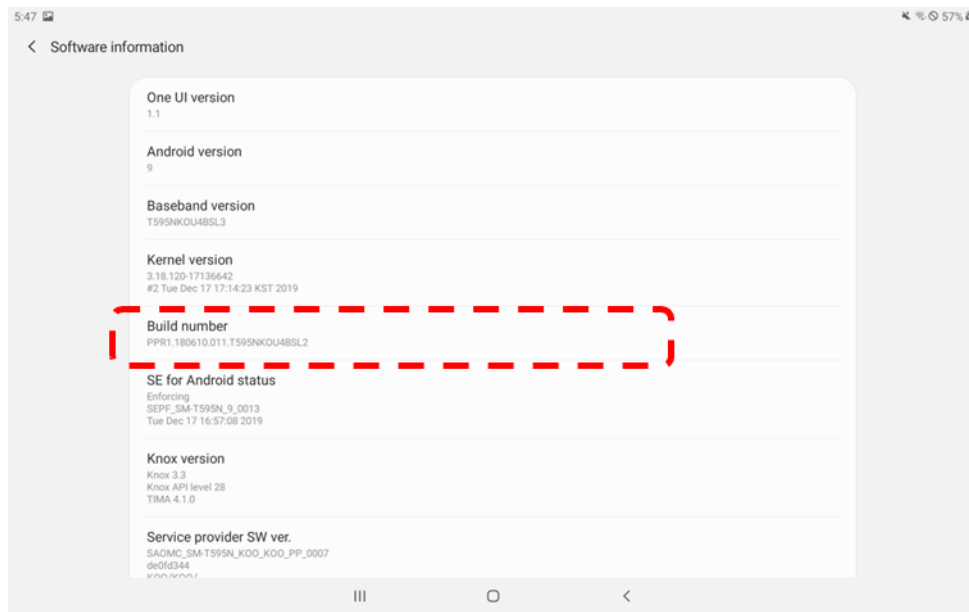 5:47
57%
Software information
One UI version
1.1
Android version
9
Baseband version
T595NKOU4BSL3
Kernel version
3.18.120-17136642
#2 Tue Dec 17 17:14:23 KST 2019
Build number
PPR1.180610.011.T595NKOU4BSL2
SE for Android status
Enforcing
SEPF_SM-T595N_9_0013
Tue Dec 17 16:57:08 2019
Knox version
Knox 3.3
Knox API level 28
TIMA 4.1.0
Service provider SW ver.
SAOMC_SM-T595N_KOO_KOO_PP_0007
de0fd344
KOO/KOO/